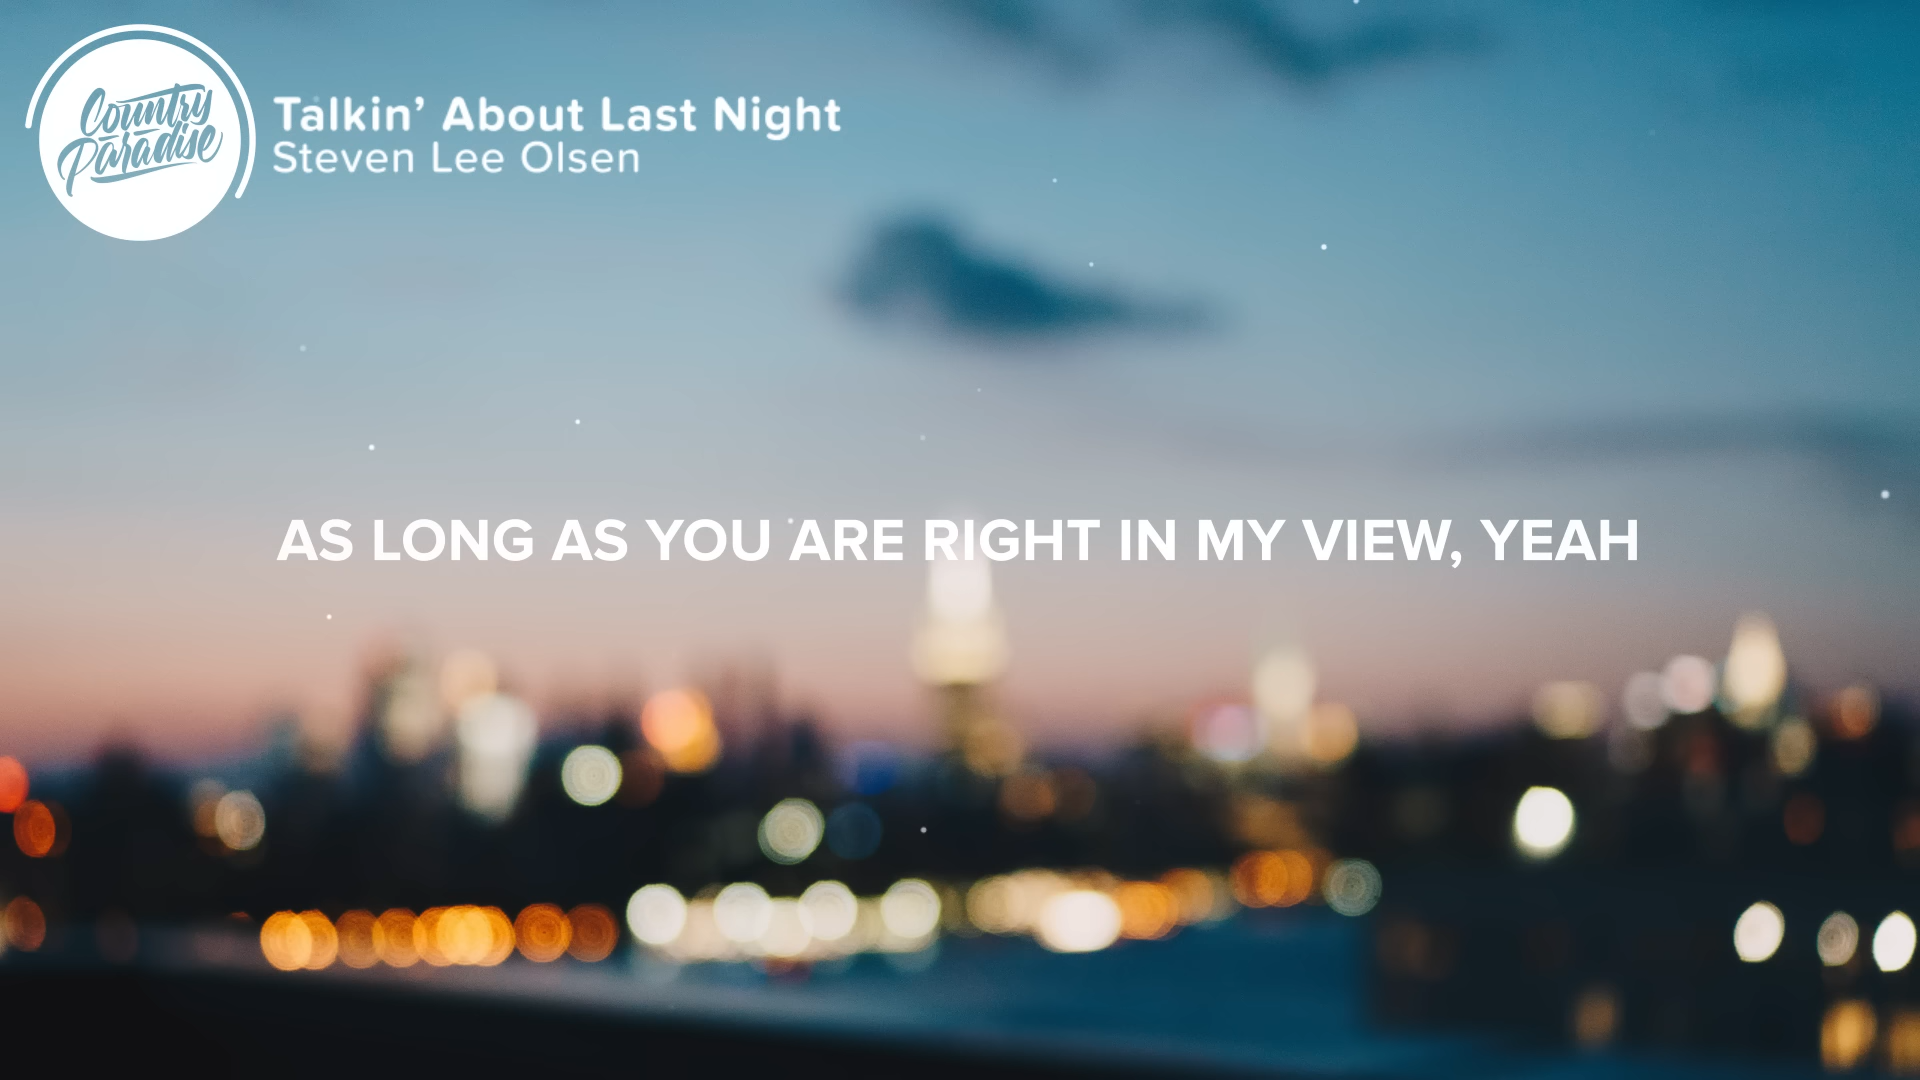 Country
Paradise
Talkin’ About Last Night
Steven Lee Olsen
AS LONG AS YOU ARE RIGHT IN MY VIEW, YEAH